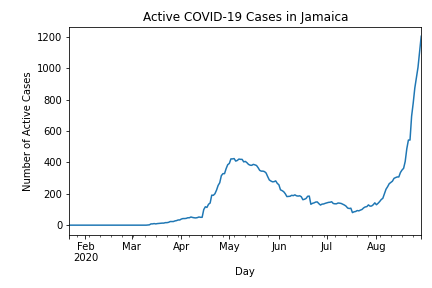 Active COVID-19 Cases in Jamaica
1200
1000
800
600
400
200
0
Number of Active Cases
Feb
2020
Mar
Apr
May
Jun
Jul
Aug
Day